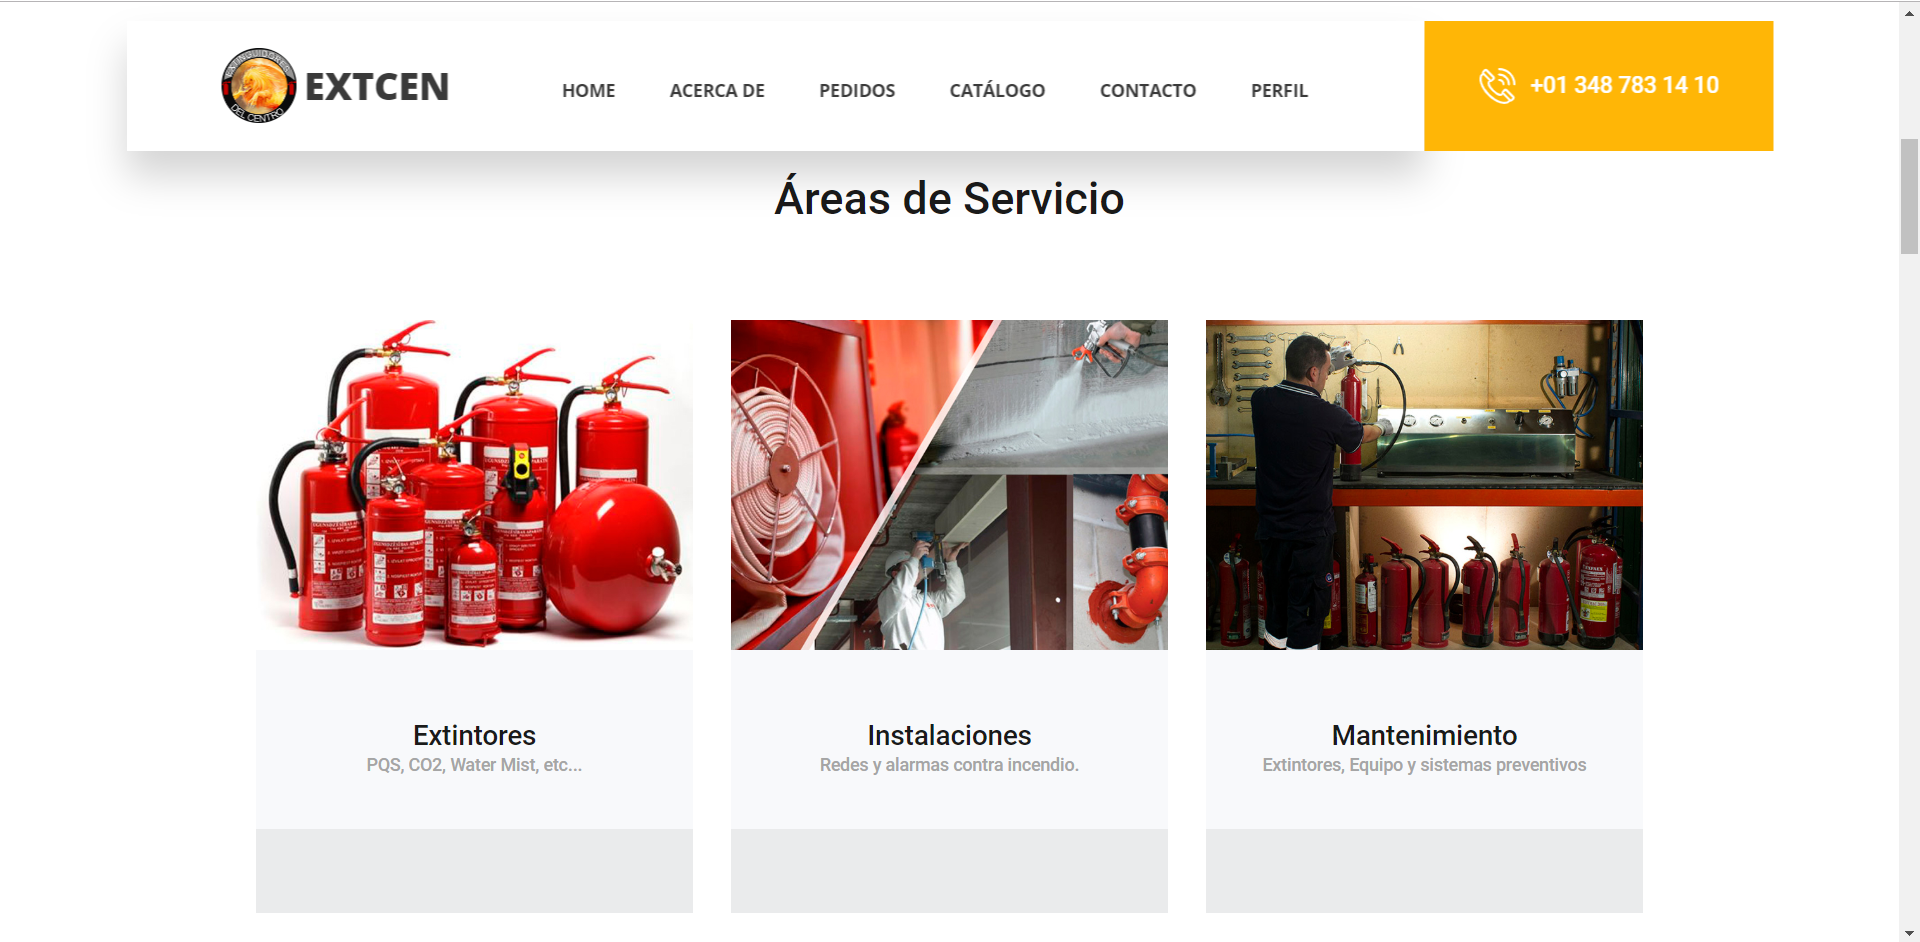 EXTINGUIDORES
DEL CENTRO
EXTCEN
HOME
ACERCA DE
PEDIDOS
CATÁLOGO
CONTACTO
PERFIL
+01 348 783 14 10
Áreas de Servicio
Extintores
PQS, CO2, Water Mist, etc...
Instalaciones
Redes y alarmas contra incendio.
Mantenimiento
Extintores, Equipo y sistemas preventivos